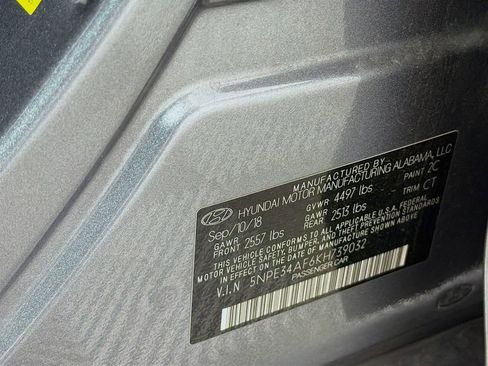 MANUFACTURED BY
HYUNDAI MOTOR MANUFACTURING ALABAMA, LLC
Sep/10/18 GVWR 4497 lbs PAINT 2C
GAWR FRONT 2557 lbs GAWR REAR 2513 lbs TRIM CT
THIS VEHICLE CONFORMS TO ALL APPLICABLE U.S.A. FEDERAL
MOTOR VEHICLE SAFETY, BUMPER, AND THEFT PREVENTION
STANDARDS IN EFFECT ON THE DATE OF MANUFACTURE SHOWN ABOVE.
V.I.N 5NPE34AF6KH739032
PASSENGER CAR